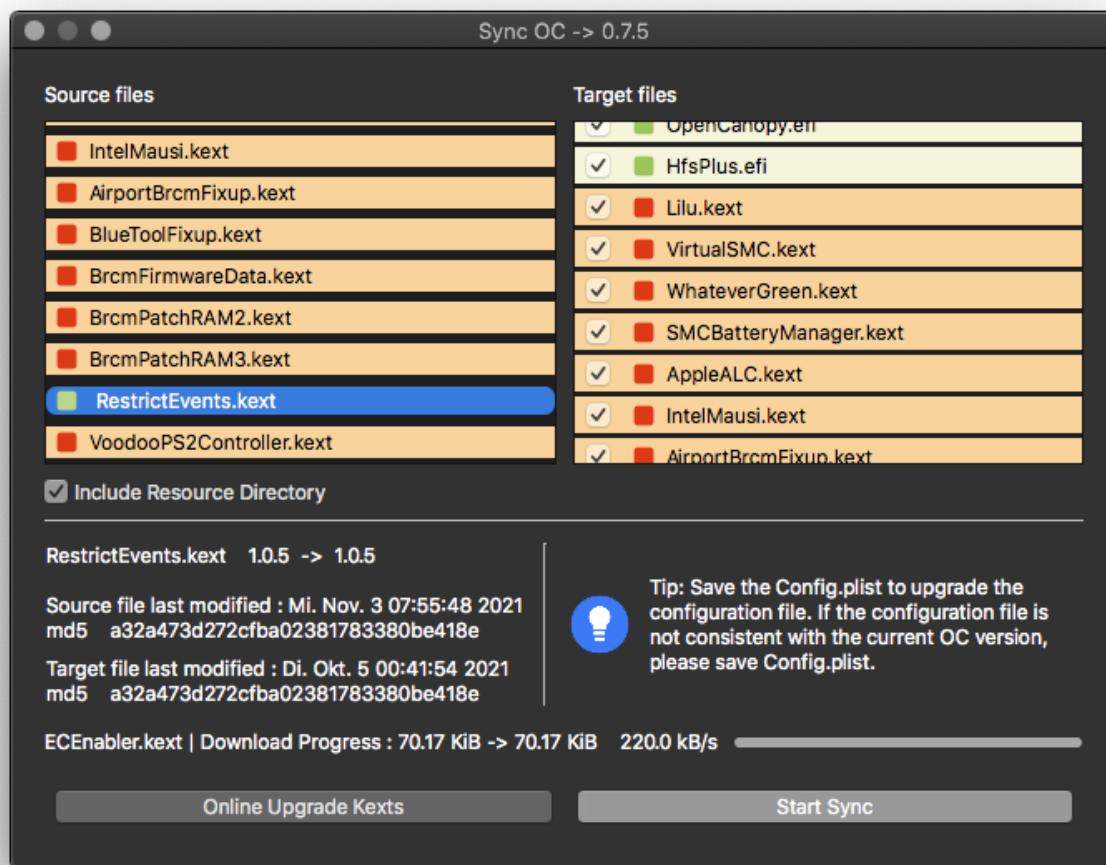 Sync OC -> 0.7.5
Source files
IntelMausi.kext
AirportBrcmFixup.kext
BlueToolFixup.kext
BrcmFirmwareData.kext
BrcmPatchRAM2.kext
BrcmPatchRAM3.kext
RestrictEvents.kext
VoodooPS2Controller.kext
Target files
OpenCanopy.efi
HfsPlus.efi
Lilu.kext
VirtualSMC.kext
WhateverGreen.kext
SMCBatteryManager.kext
AppleALC.kext
IntelMausi.kext
AirportBrcmFixup.kext
Include Resource Directory
RestrictEvents.kext 1.0.5 -> 1.0.5
Source file last modified : Mi. Nov. 3 07:55:48 2021
md5 a32a473d272cfba02381783380be418e
Target file last modified : Di. Okt. 5 00:41:54 2021
md5 a32a473d272cfba02381783380be418e
Tip: Save the Config.plist to upgrade the
configuration file. If the configuration file is
not consistent with the current OC version,
please save Config.plist.
ECEnabler.kext | Download Progress : 70.17 KiB -> 70.17 KiB 220.0 kB/s
Online Upgrade Kexts
Start Sync